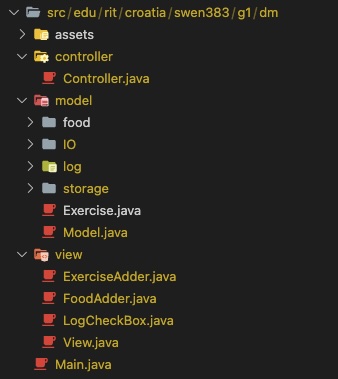 src/edu/rit/croatia/swen383/g1/dm
assets
controller
Controller.java
model
food
IO
log
storage
Exercise.java
Model.java
view
ExerciseAdder.java
FoodAdder.java
LogCheckBox.java
View.java
Main.java